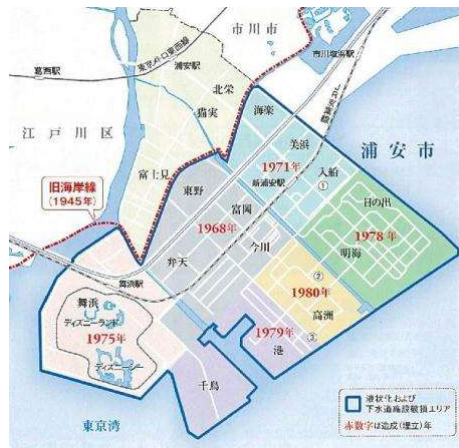 市川市
東京メトロ東西線
浦安駅
葛西駅
市川塩浜駅
北栄
猫実
海楽
江戸川区
美浜
浦安市
1971年
入船
新浦安駅
①
富士見
東野
日の出
旧海岸線
(1945年)
富岡
1968年
1978年
今川
明海
弁天
②
舞浜駅
1980年
舞浜
高洲
ディズニーランド
1979年
③
1975年
港
ディズニーシー
千鳥
液状化および
下水道施設破損エリア
赤数字は造成(埋立)年
東京湾